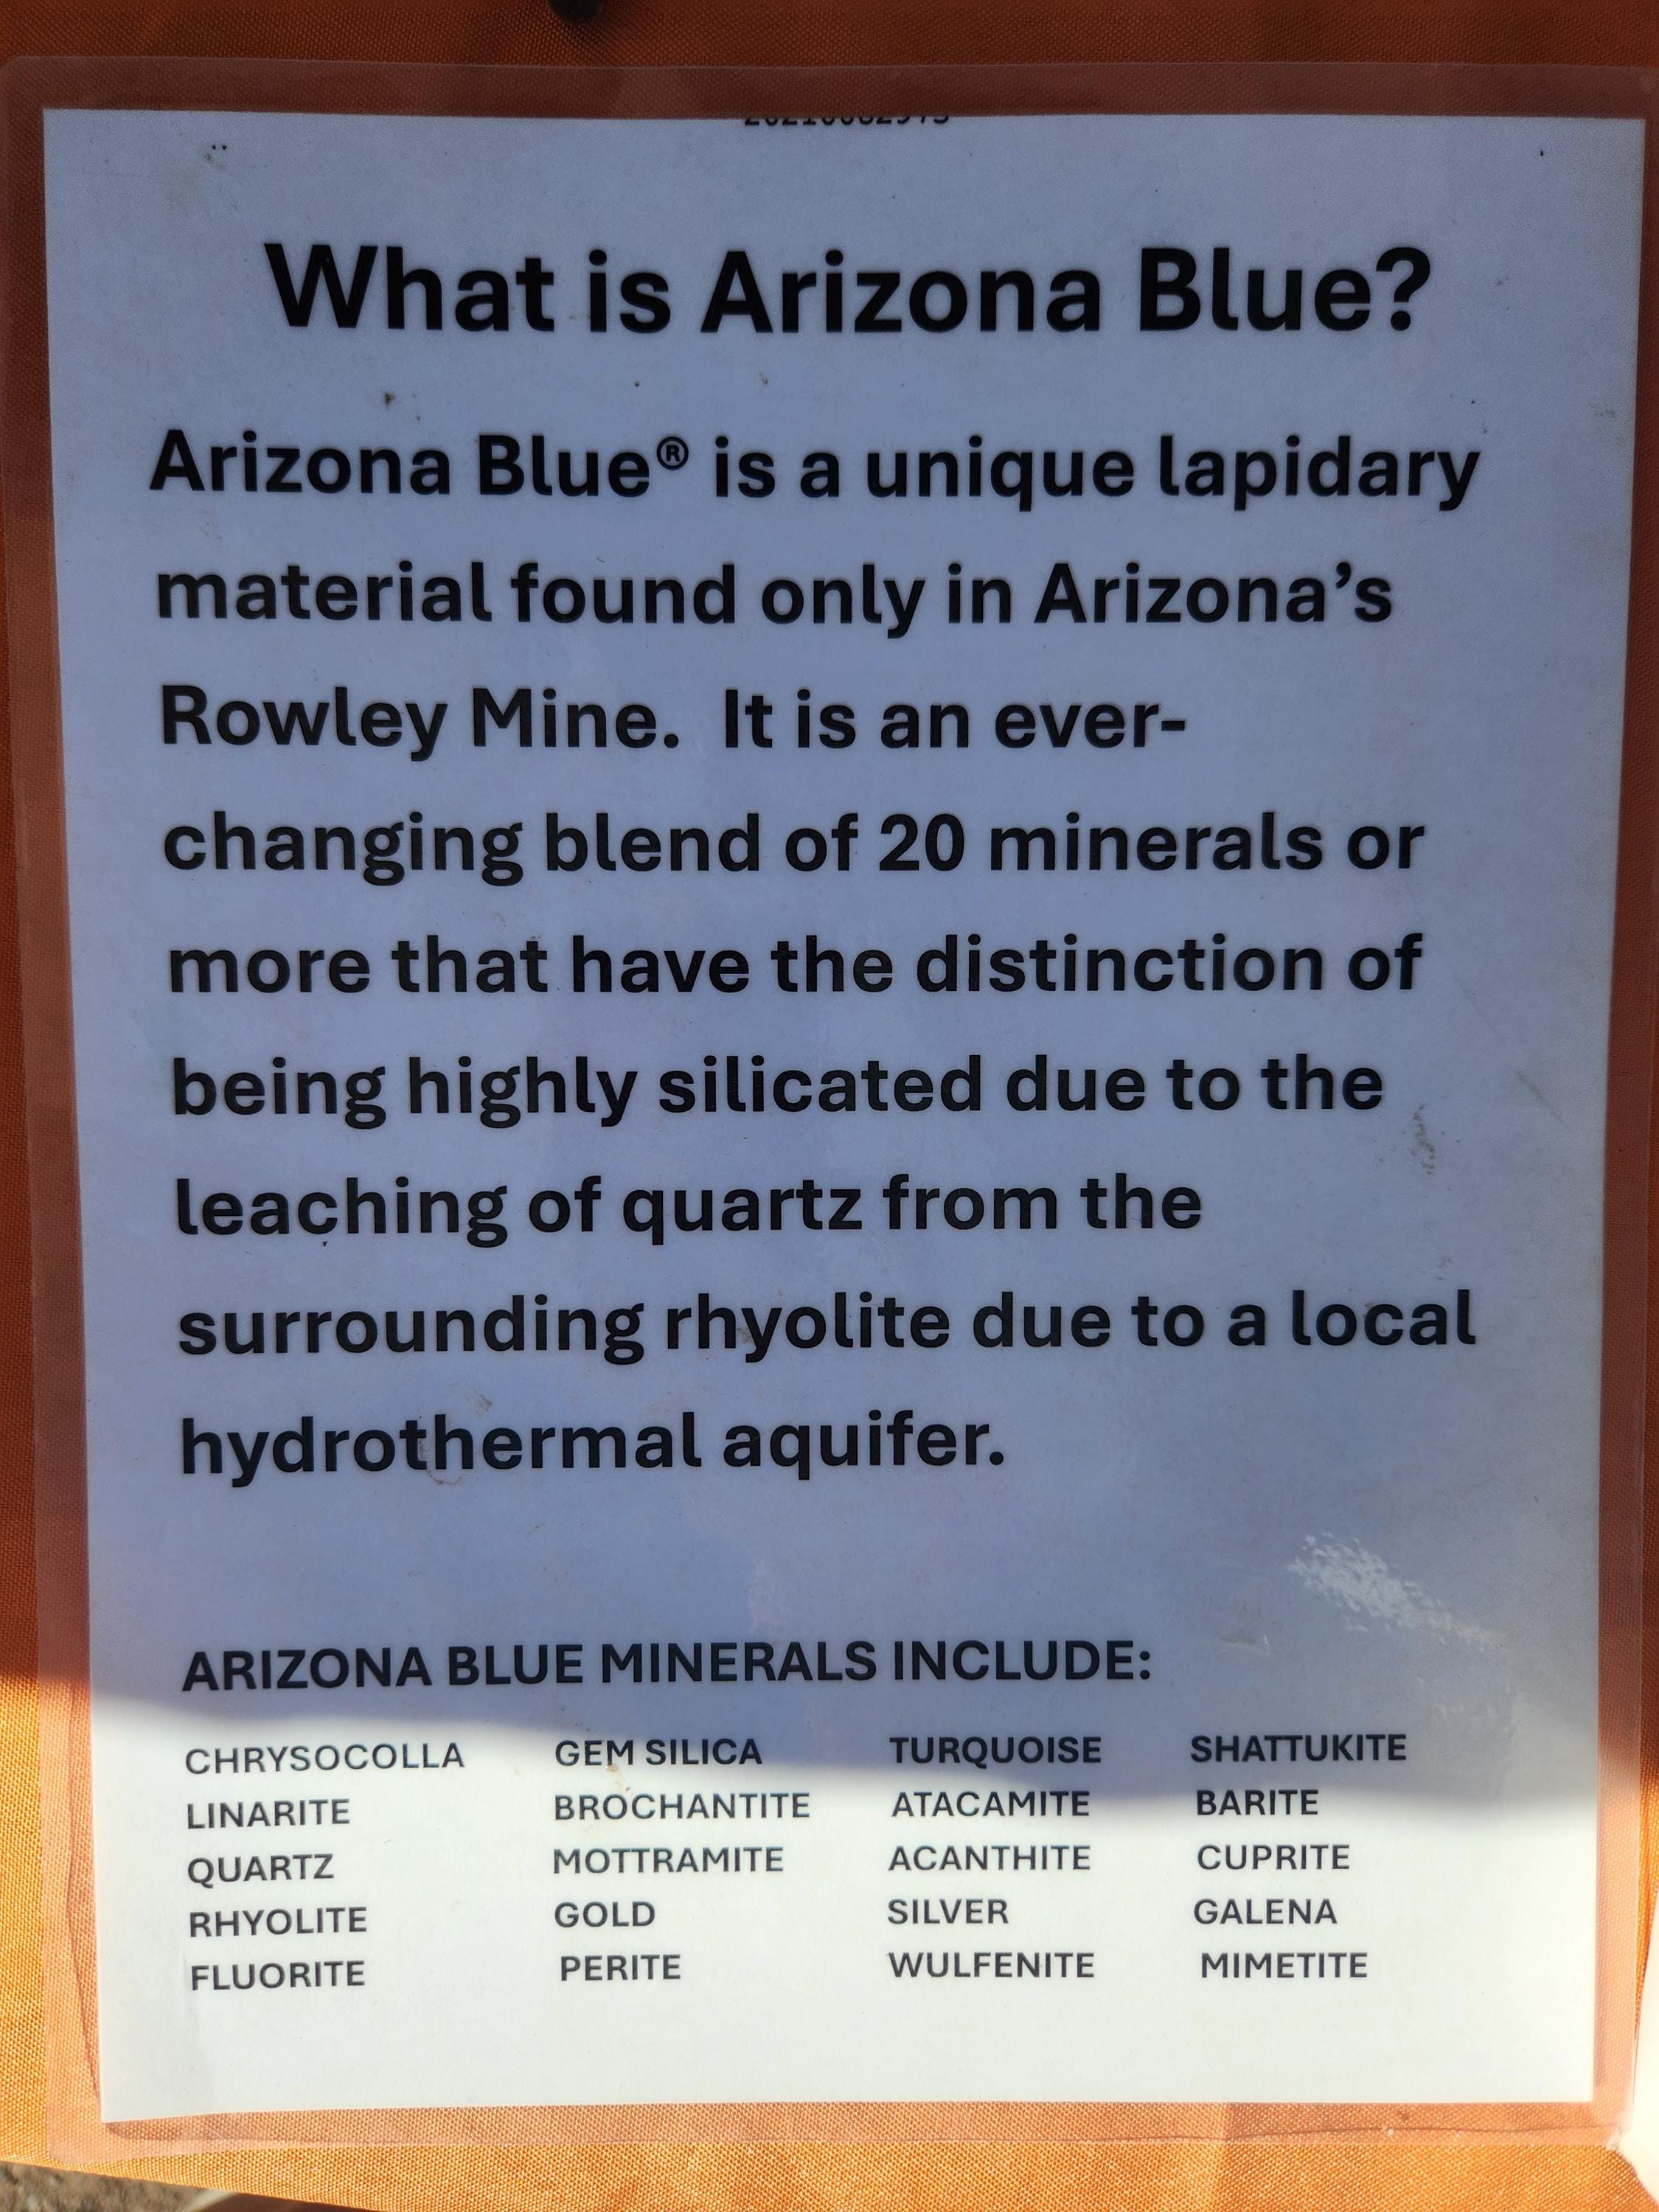 What is Arizona Blue?
Arizona Blue® is a unique lapidary
material found only in Arizona's
Rowley Mine.  It is an ever-
changing blend of 20 minerals or
more that have the distinction of
being highly silicated due to the
leaching of quartz from the
surrounding rhyolite due to a local
hydrothermal aquifer.
ARIZONA BLUE MINERALS INCLUDE:
CHRYSOCOLLA GEM SILICA TURQUOISE SHATTUKITE
LINARITE BROCHANTITE ATACAMITE BARITE
QUARTZ MOTTRAMITE ACANTHITE CUPRITE
RHYOLITE GOLD SILVER GALENA
FLUORITE PERITE WULFENITE MIMETITE